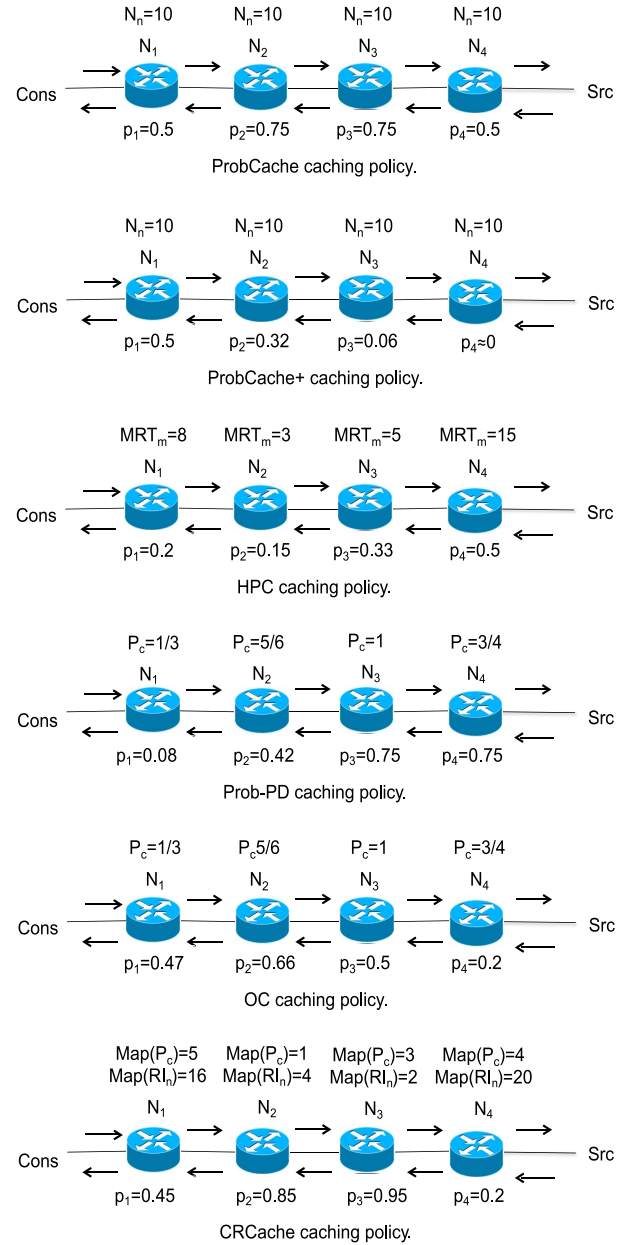 Nn=10 Nn=10 Nn=10 Nn=10
N1 N2 N3 N4
Cons Src
p1=0.5 p2=0.75 p3=0.75 p4=0.5
ProbCache caching policy.
Nn=10 Nn=10 Nn=10 Nn=10
N1 N2 N3 N4
Cons Src
p1=0.5 p2=0.32 p3=0.06 p4≈0
ProbCache+ caching policy.
MRTm=8 MRTm=3 MRTm=5 MRTm=15
N1 N2 N3 N4
Cons Src
p1=0.2 p2=0.15 p3=0.33 p4=0.5
HPC caching policy.
Pc=1/3 Pc=5/6 Pc=1 Pc=3/4
N1 N2 N3 N4
Cons Src
p1=0.08 p2=0.42 p3=0.75 p4=0.75
Prob-PD caching policy.
Pc=1/3 Pc5/6 Pc=1 Pc=3/4
N1 N2 N3 N4
Cons Src
p1=0.47 p2=0.66 p3=0.5 p4=0.2
OC caching policy.
Map(Pc)=5 Map(Pc)=1 Map(Pc)=3 Map(Pc)=4
Map(RIn)=16 Map(RIn)=4 Map(RIn)=2 Map(RIn)=20
N1 N2 N3 N4
Cons Src
p1=0.45 p2=0.85 p3=0.95 p4=0.2
CRCache caching policy.